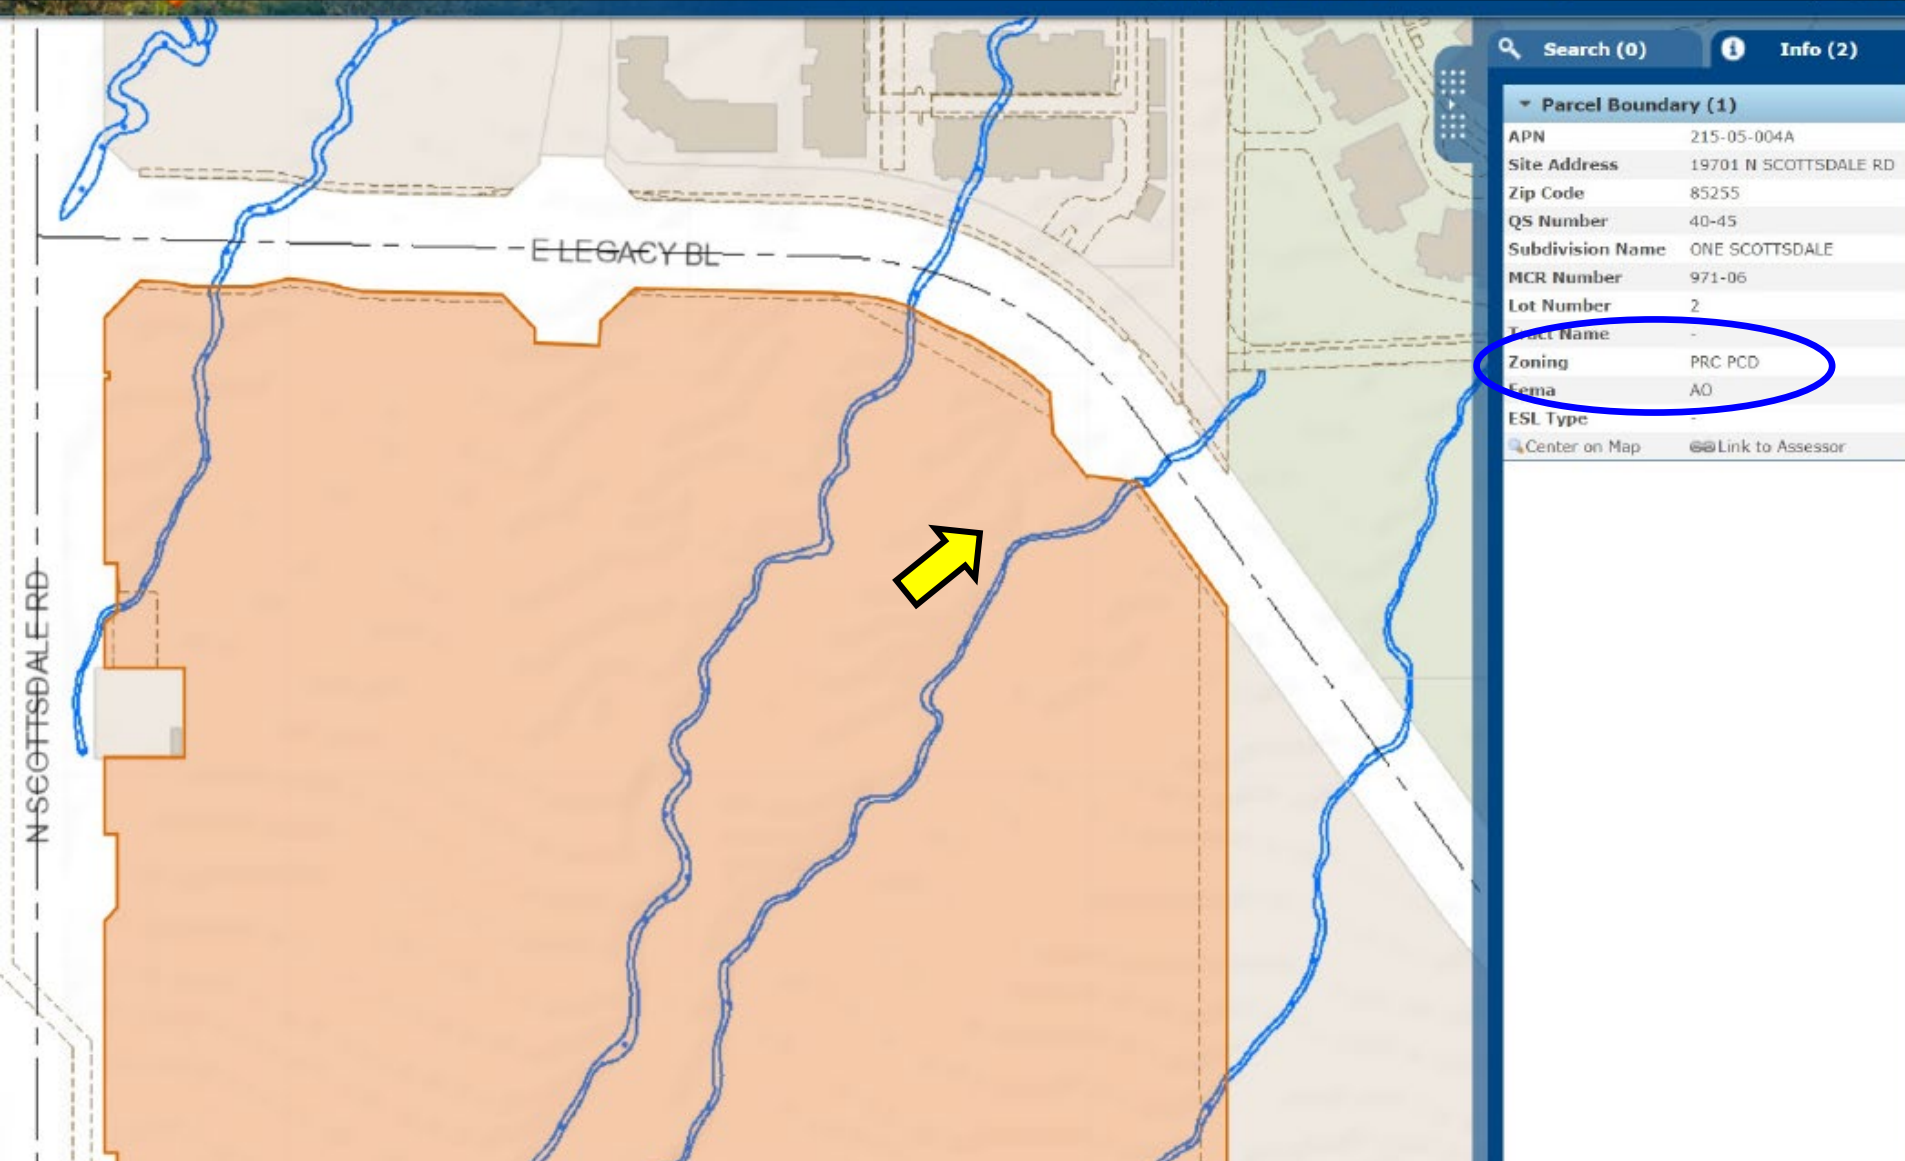 Search (0)
Info (2)
Parcel Boundary (1)
APN 215-05-004A
Site Address 19701 N SCOTTSDALE RD
Zip Code 85255
QS Number 40-45
Subdivision Name ONE SCOTTSDALE
MCR Number 971-06
Lot Number 2
Tract Name -
Zoning PRC PCD
Fema AO
ESL Type -
Center on Map Link to Assessor
E LEGACY BL
N SCOTTSDALE RD